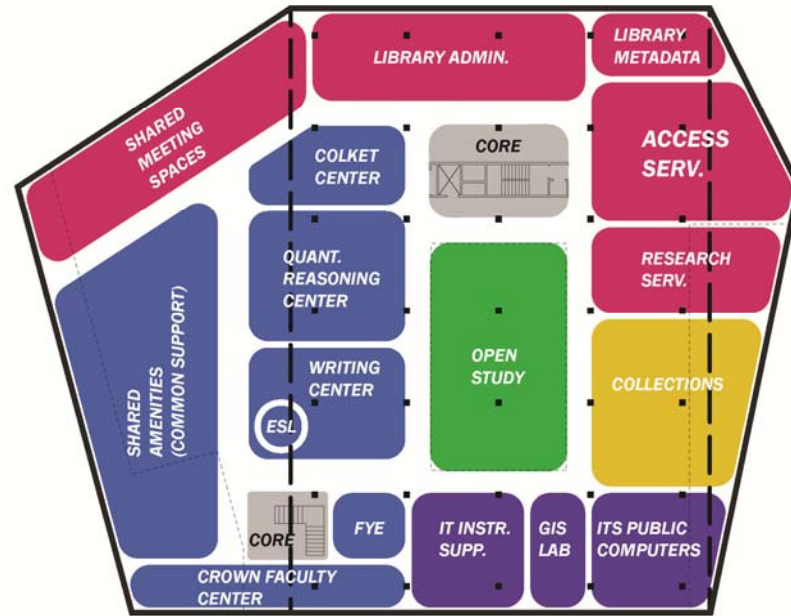 LIBRARY ADMIN.
LIBRARY
METADATA
SHARED
MEETING
SPACES
COLKET
CENTER
CORE
ACCESS
SERV.
QUANT.
REASONING
CENTER
RESEARCH
SERV.
SHARED
AMENITIES
(COMMON SUPPORT)
WRITING
CENTER
ESL
OPEN
STUDY
COLLECTIONS
CORE
FYE
IT INSTR.
SUPP.
GIS
LAB
ITS PUBLIC
COMPUTERS
CROWN FACULTY
CENTER